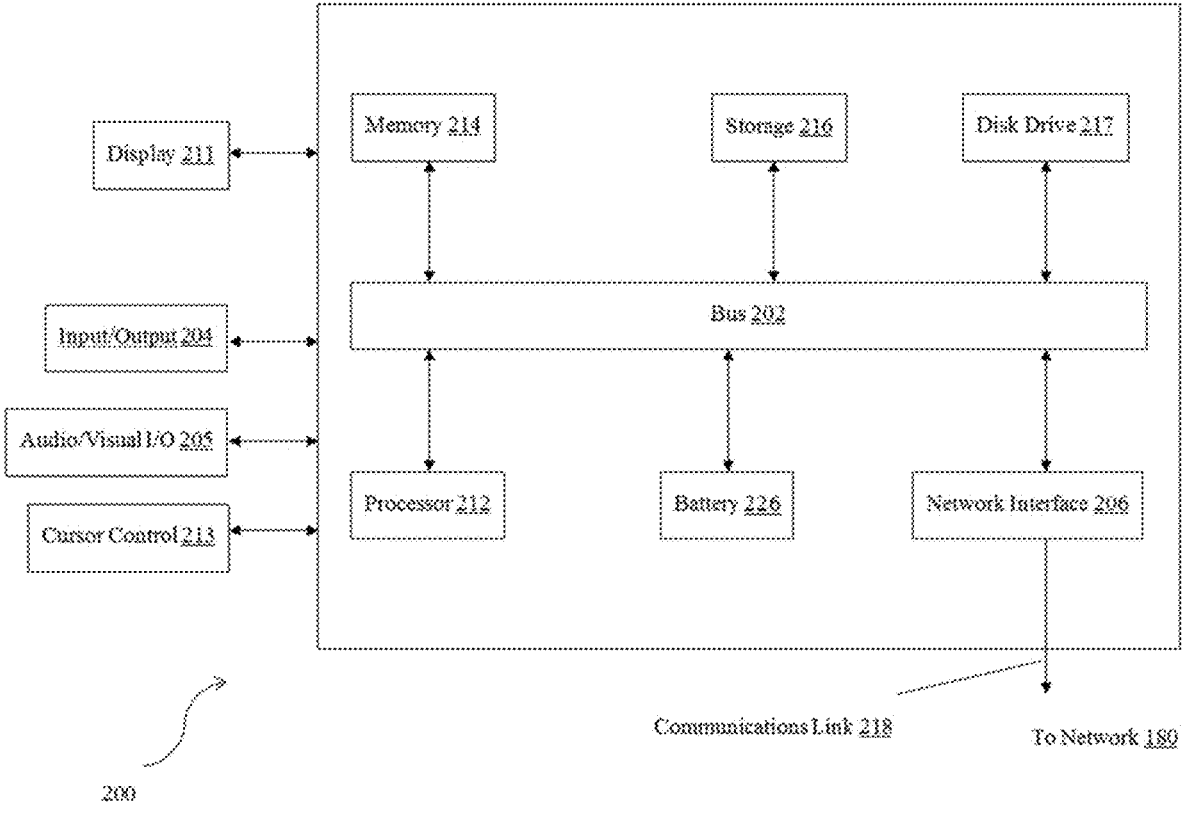 Memory 214
Storage 216
Disk Drive 217
Display 211
Bus 202
Input/Output 204
Audio/Visual I/O 205
Processor 212
Battery 226
Network Interface 206
Cursor Control 213
Communications Link 218
To Network 180
200